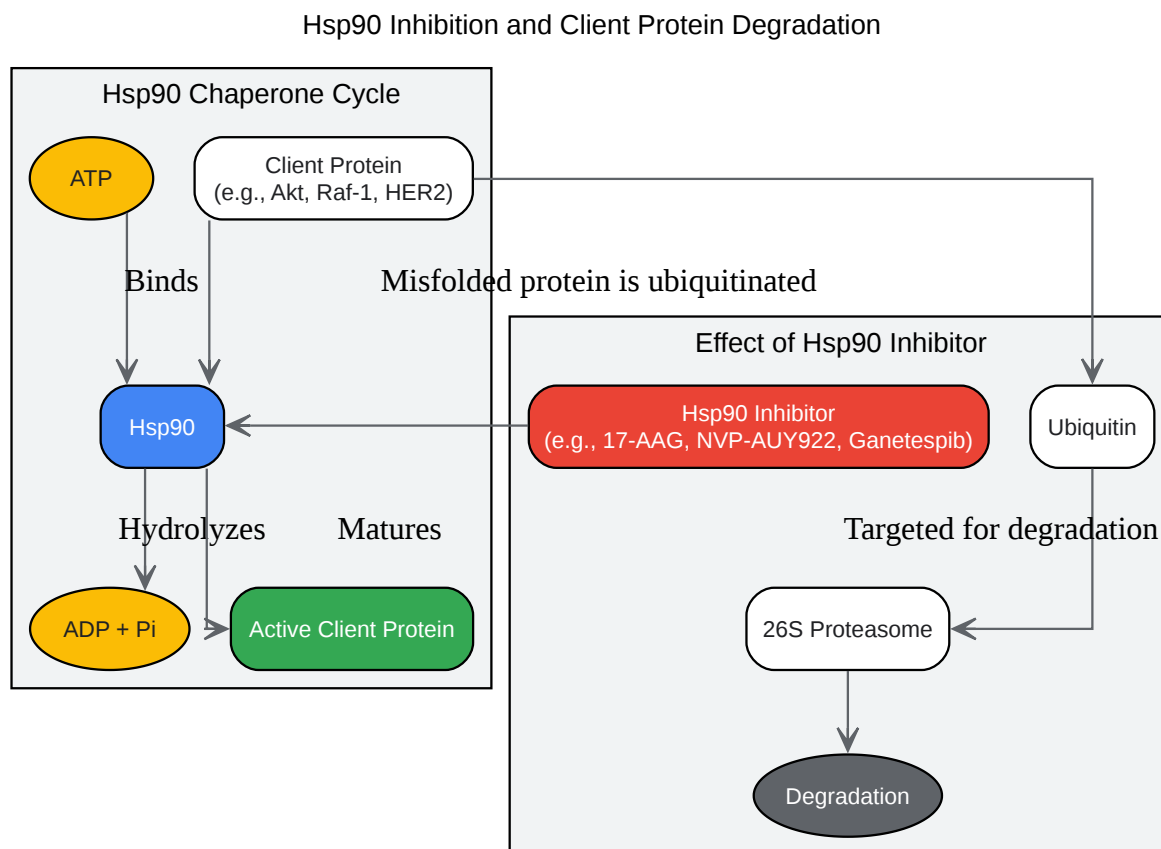 Hsp90 Inhibition and Client Protein Degradation
Hsp90 Chaperone Cycle
ATP
Client Protein
(e.g., Akt, Raf-1, HER2)
Binds
Misfolded protein is ubiquitinated
Effect of Hsp90 Inhibitor
Hsp90
Hsp90 Inhibitor
(e.g., 17-AAG, NVP-AUY922, Ganetespib)
Ubiquitin
Hydrolyzes
Matures
Targeted for degradation
ADP + Pi
Active Client Protein
26S Proteasome
Degradation